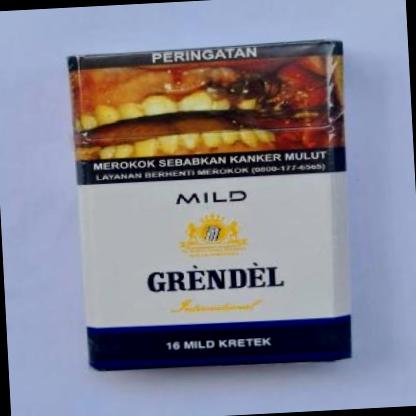 PERINGATAN
MEROKOK SEBABKAN KANKER MULUT
LAYANAN BERHENTI MEROKOK (0800-177-6565)
MILD
GRÈNDÈL
International
16 MILD KRETEK